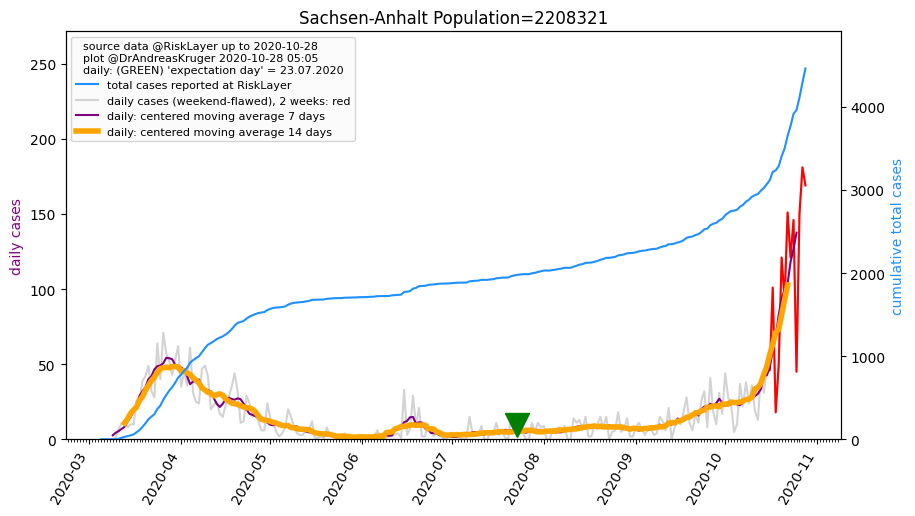 Sachsen-Anhalt Population=2208321
source data @RiskLayer up to 2020-10-28
plot @DrAndreasKruger 2020-10-28 05:05
daily: (GREEN) 'expectation day' = 23.07.2020
total cases reported at RiskLayer
daily cases (weekend-flawed), 2 weeks: red
daily: centered moving average 7 days
daily: centered moving average 14 days
daily cases
250
200
150
100
50
0
4000
3000
2000
1000
0
cumulative total cases
2020-03
2020-04
2020-05
2020-06
2020-07
2020-08
2020-09
2020-10
2020-11